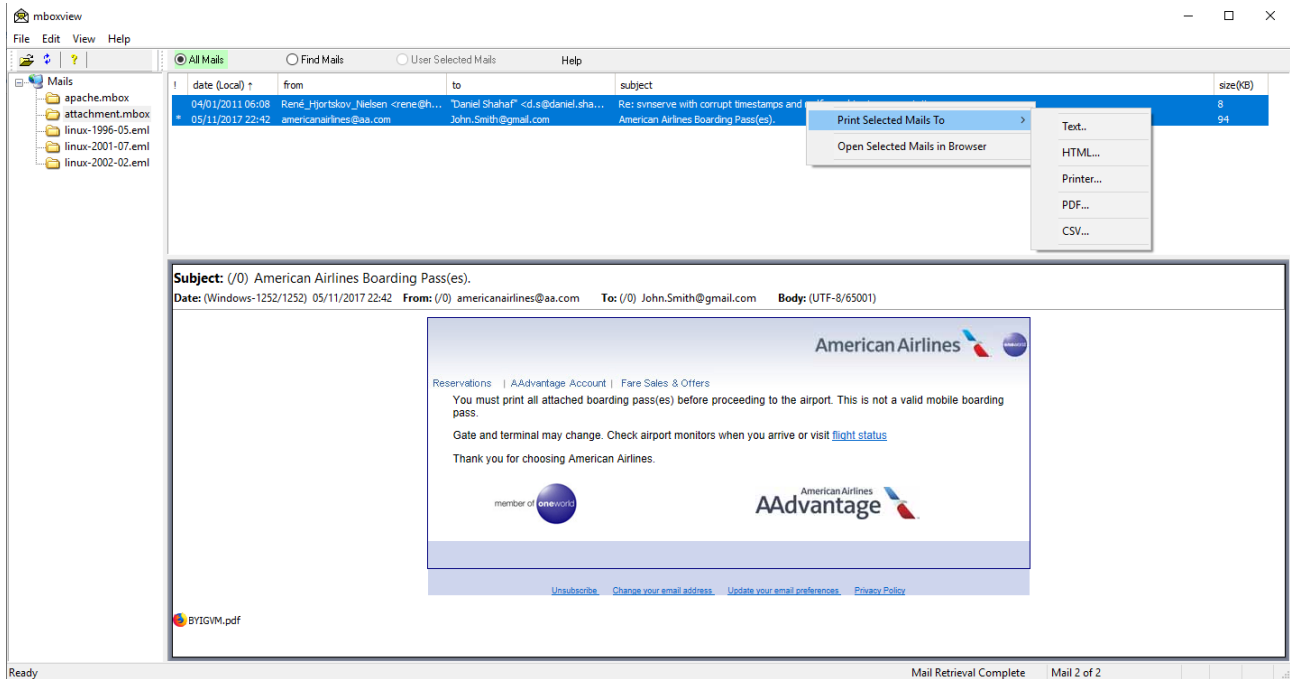 mboxview
File Edit View Help
? All Mails Find Mails User Selected Mails Help
Mails
apache.mbox
attachment.mbox
linux-1996-05.eml
linux-2001-07.eml
linux-2002-02.eml
! date (Local) ↑ from to subject size(KB)
04/01/2011 06:08 René_Hjortskov_Nielsen <rene@h... "Daniel Shahaf" <d.s@daniel.sha... Re: svnserve with corrupt timestamps and 8
* 05/11/2017 22:42 americanairlines@aa.com John.Smith@gmail.com American Airlines Boarding Pass(es). 94
Print Selected Mails To >
Open Selected Mails in Browser
Text..
HTML...
Printer...
PDF...
CSV...
Subject: (/0) American Airlines Boarding Pass(es).
Date: (Windows-1252/1252) 05/11/2017 22:42 From: (/0) americanairlines@aa.com To: (/0) John.Smith@gmail.com Body: (UTF-8/65001)
American Airlines oneworld
Reservations | AAdvantage Account | Fare Sales & Offers
You must print all attached boarding pass(es) before proceeding to the airport. This is not a valid mobile boarding
pass.
Gate and terminal may change. Check airport monitors when you arrive or visit flight status
Thank you for choosing American Airlines.
member of oneworld
American Airlines
AAdvantage
Unsubscribe Change your email address Update your email preferences Privacy Policy
BYIGVM.pdf
Ready Mail Retrieval Complete Mail 2 of 2